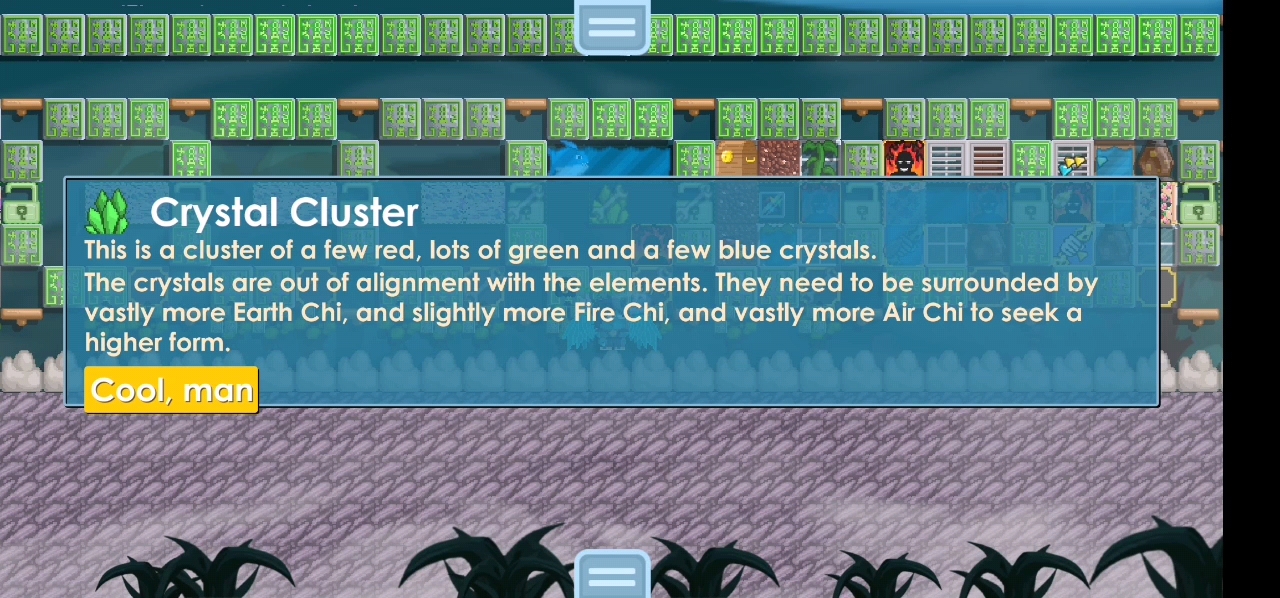 Crystal Cluster
This is a cluster of a few red, lots of green and a few blue crystals.
The crystals are out of alignment with the elements. They need to be surrounded by
vastly more Earth Chi, and slightly more Fire Chi, and vastly more Air Chi to seek a
higher form.
Cool, man